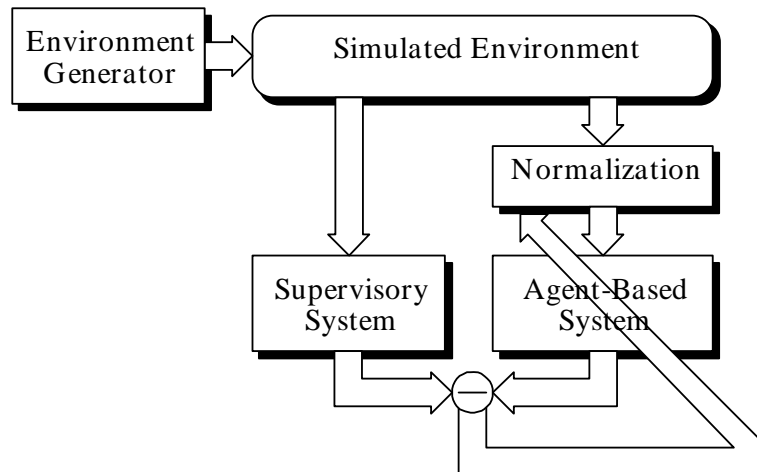 Environment
Generator
Simulated Environment
Normalization
Supervisory
System
Agent-Based
System